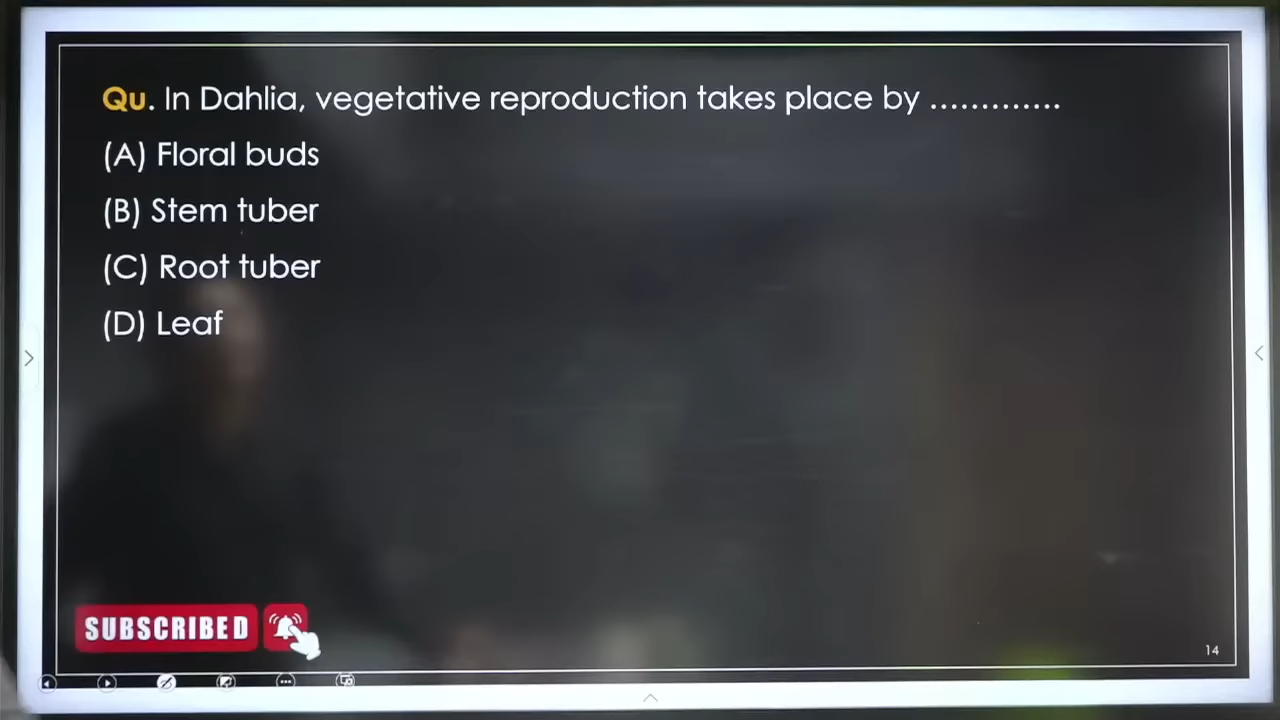 Qu. In Dahlia, vegetative reproduction takes place by .............
(A) Floral buds
(B) Stem tuber
(C) Root tuber
(D) Leaf
SUBSCRIBED
14